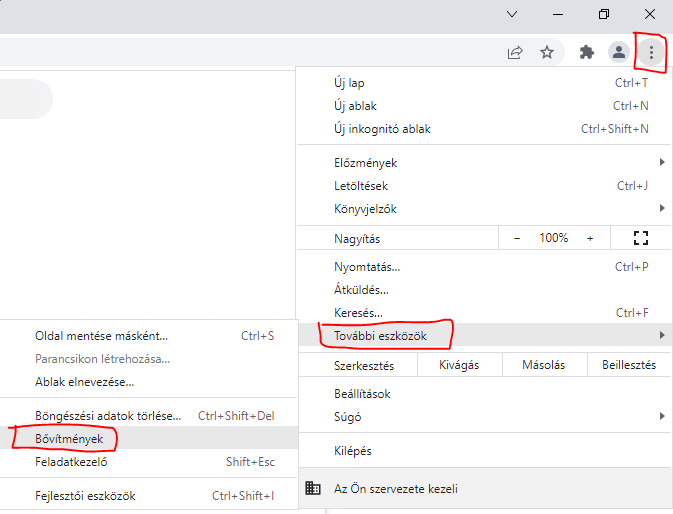 Új lap Ctrl+T
Új ablak Ctrl+N
Új inkognitó ablak Ctrl+Shift+N
Előzmények
Letöltések Ctrl+J
Könyvjelzők
Nagyítás − 100% +
Nyomtatás... Ctrl+P
Átküldés...
Keresés... Ctrl+F
További eszközök
Szerkesztés Kivágás Másolás Beillesztés
Beállítások
Súgó
Kilépés
Az Ön szervezete kezeli
Oldal mentése másként... Ctrl+S
Parancsikon létrehozása...
Ablak elnevezése...
Böngészési adatok törlése... Ctrl+Shift+Del
Bővítmények
Feladatkezelő Shift+Esc
Fejlesztői eszközök Ctrl+Shift+I